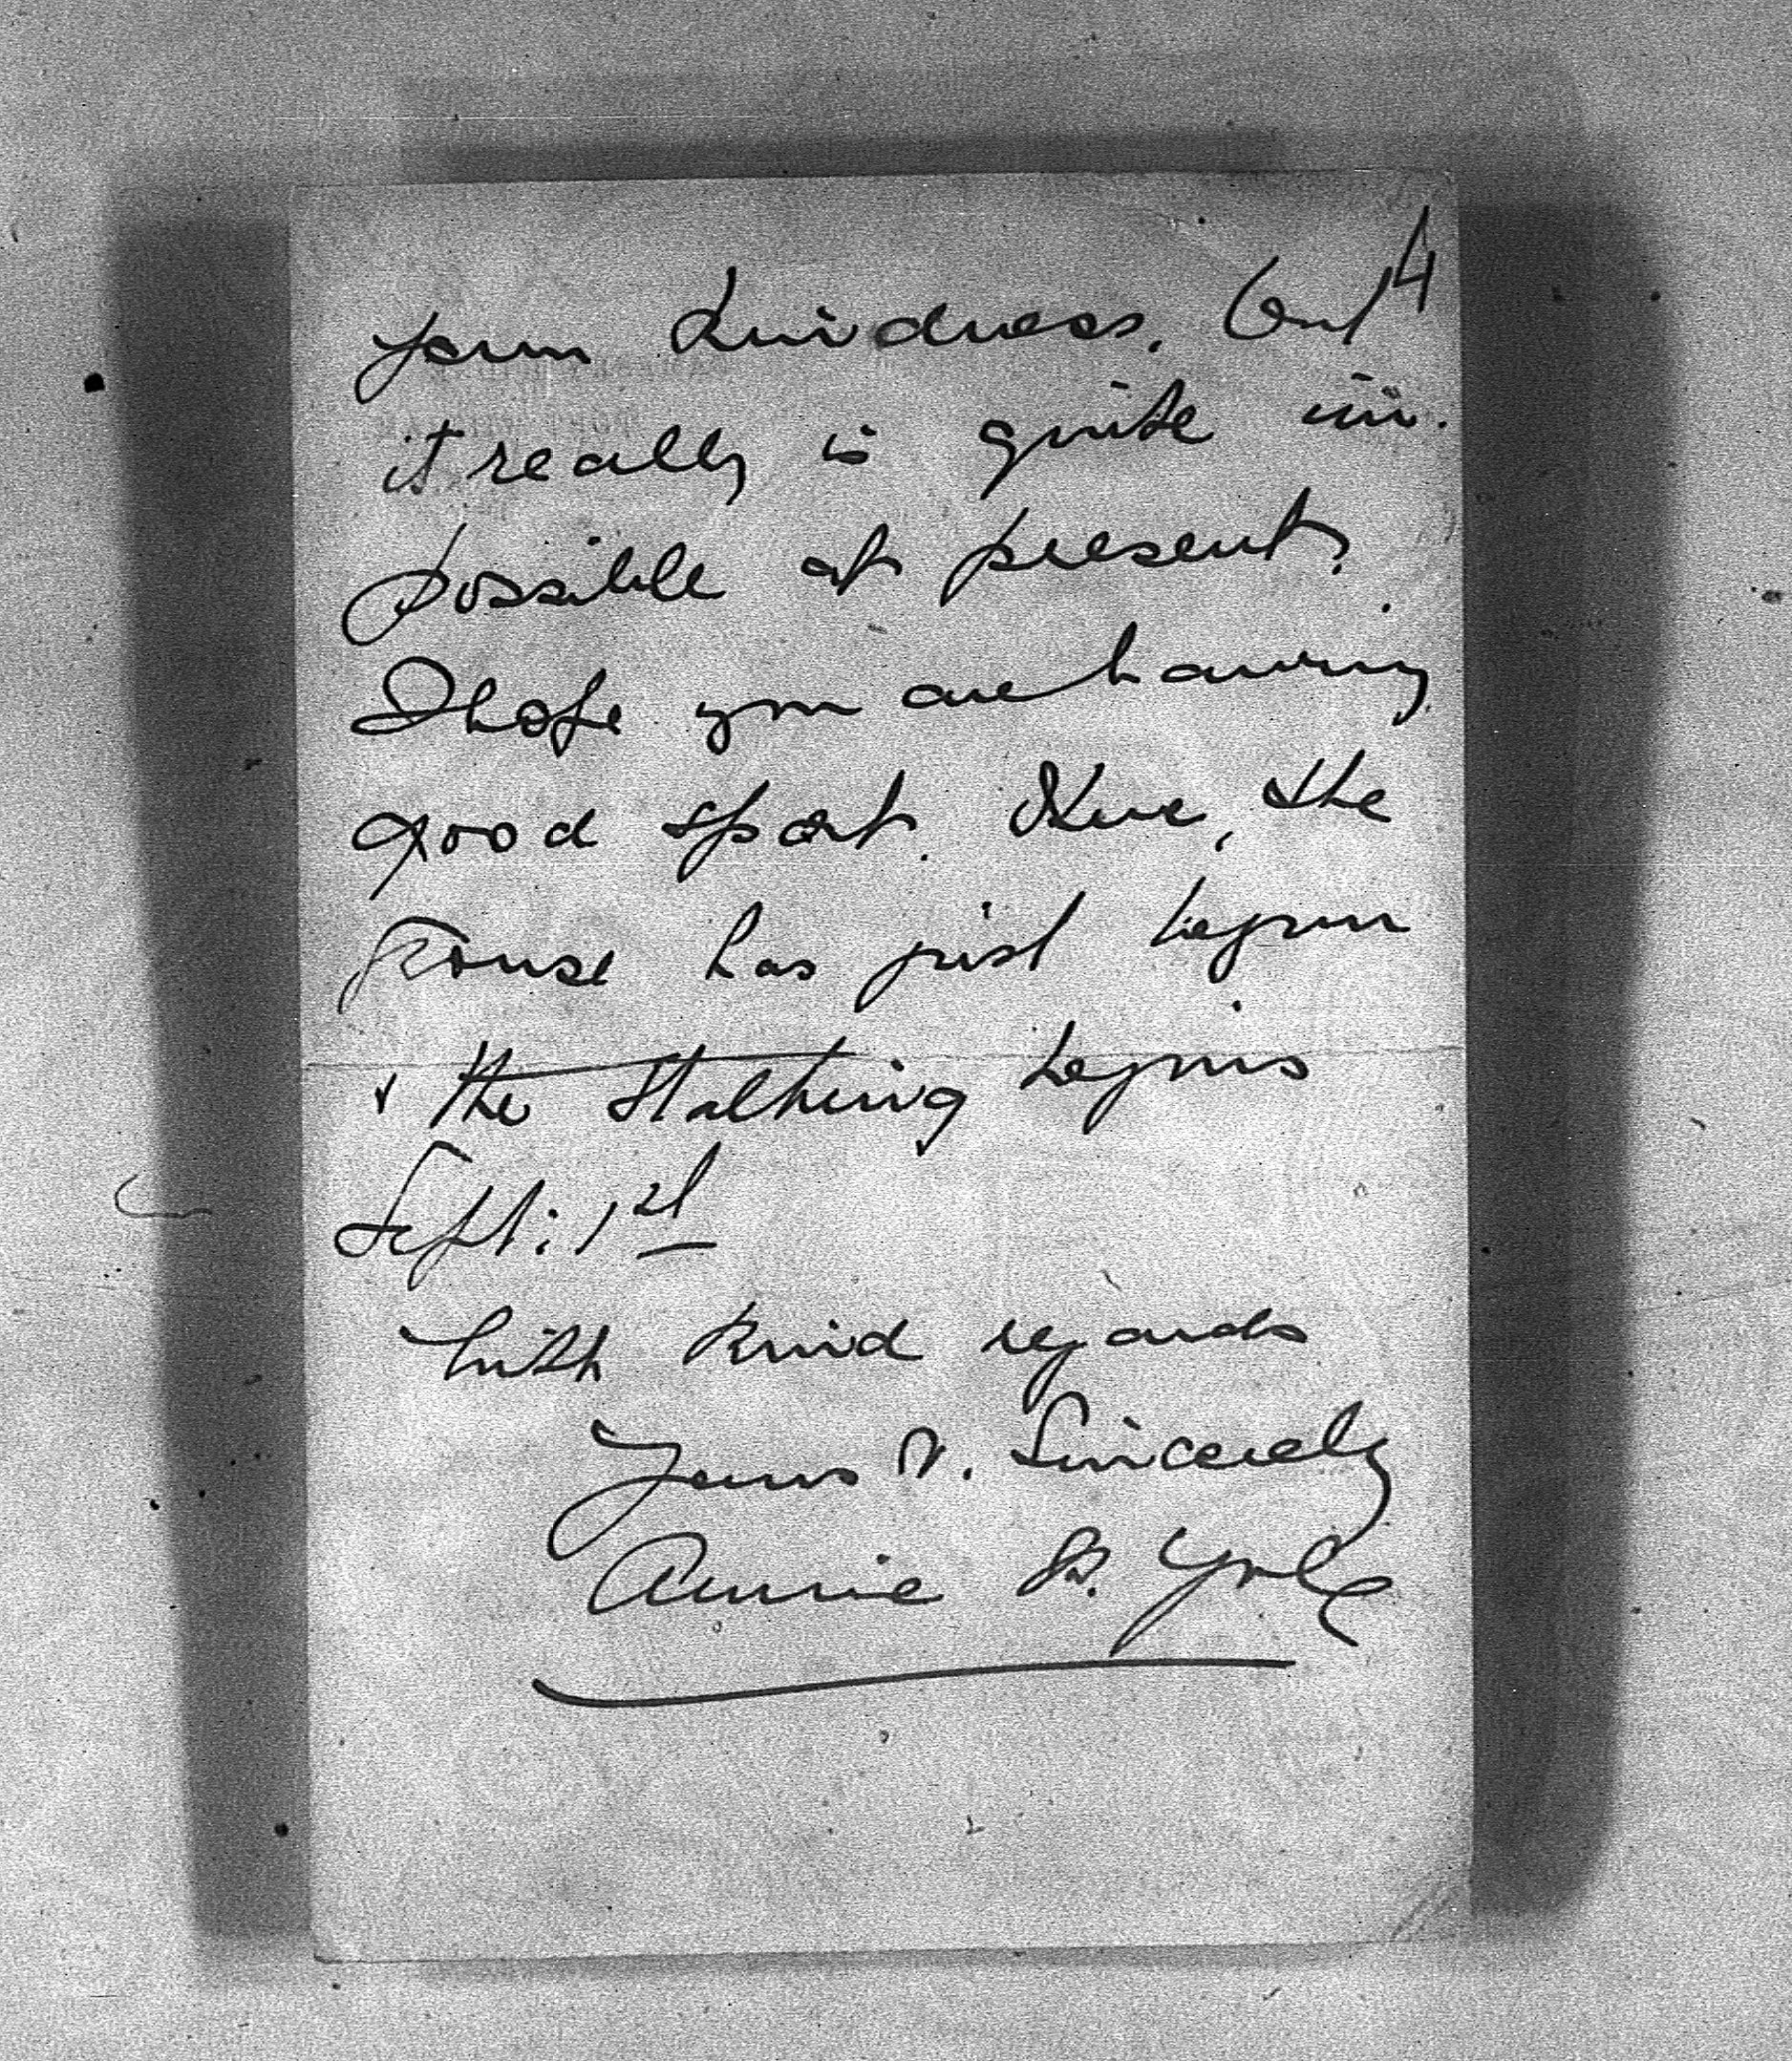 4
your kindness. but
it really is quite im-
possible at present.
I hope you are having
good sport. Here, the
grouse has just begun
& the stalking begins
Sept: 1st
With kind regards
Yours v. sincerely
Annie S. Yule